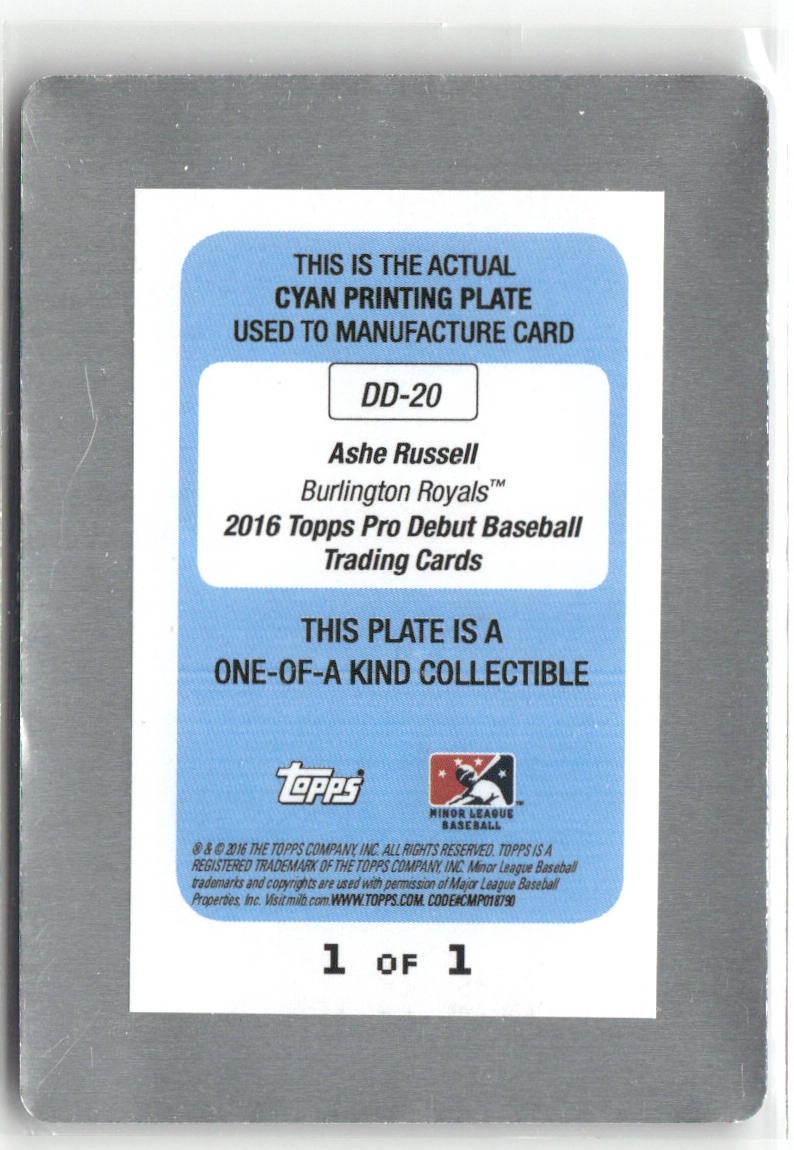 THIS IS THE ACTUAL
CYAN PRINTING PLATE
USED TO MANUFACTURE CARD
DD-20
Ashe Russell
Burlington Royals™
2016 Topps Pro Debut Baseball
Trading Cards
THIS PLATE IS A
ONE-OF-A KIND COLLECTIBLE
Topps®
MINOR LEAGUE™
BASEBALL
® & © 2016 THE TOPPS COMPANY, INC. ALL RIGHTS RESERVED. TOPPS IS A
REGISTERED TRADEMARK OF THE TOPPS COMPANY, INC. Minor League Baseball
trademarks and copyrights are used with permission of Major League Baseball
Properties, Inc. Visit milb.com. WWW.TOPPS.COM. CODE#CMP018790
1 OF 1